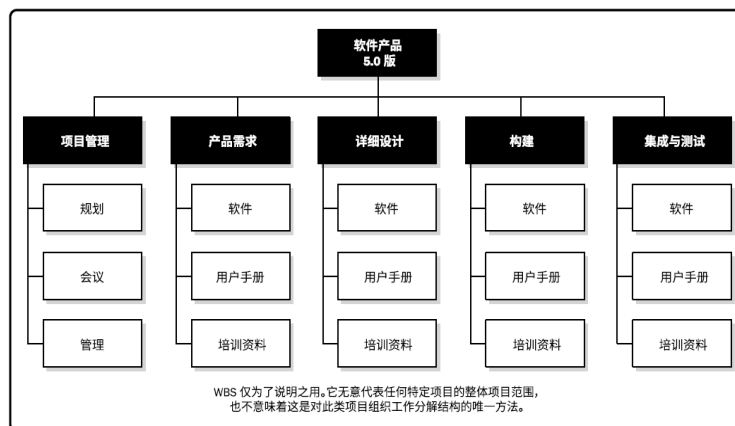 软件产品
5.0 版
项目管理
产品需求
详细设计
构建
集成与测试
规划
软件
软件
软件
软件
会议
用户手册
用户手册
用户手册
用户手册
管理
培训资料
培训资料
培训资料
培训资料
WBS 仅为了说明之用。它无意代表任何特定项目的整体项目范围，
也不意味着这是对此类项目组织工作分解结构的唯一方法。